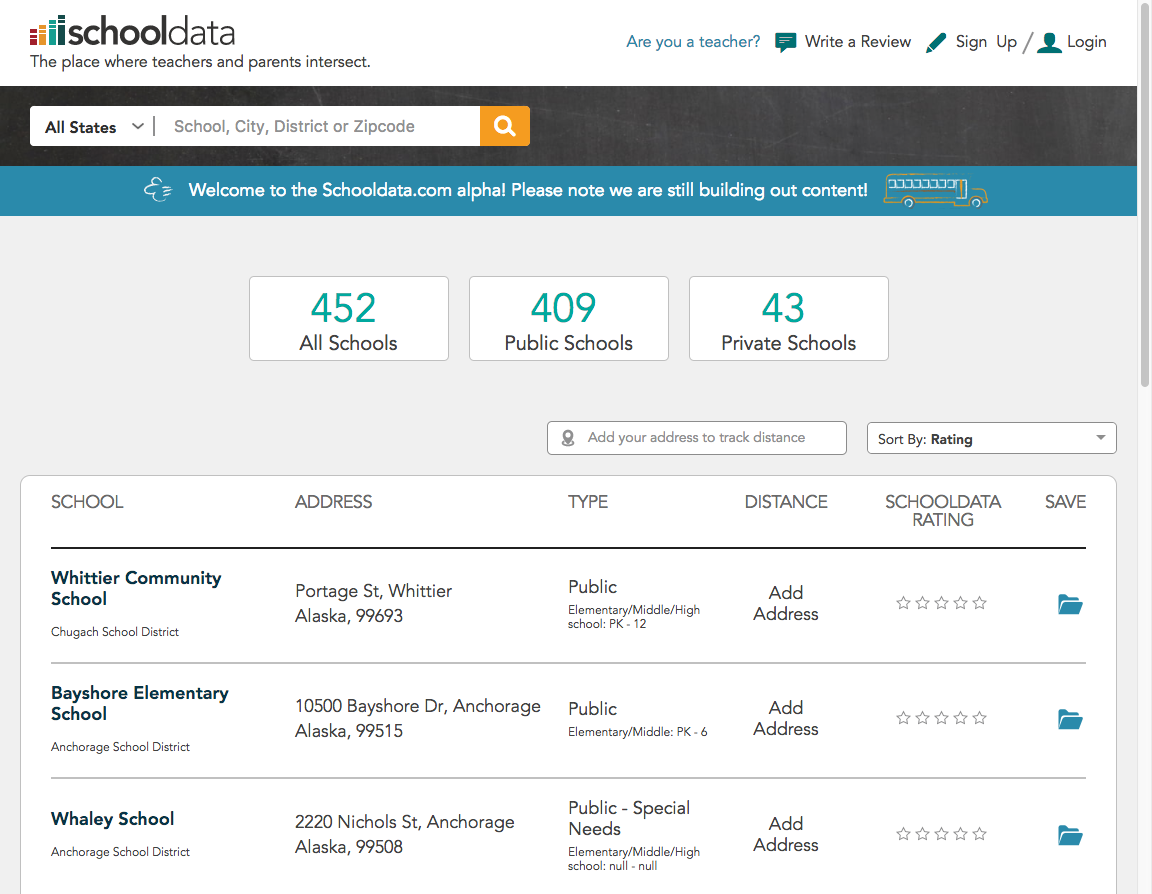 schooldata
The place where teachers and parents intersect.
Are you a teacher? Write a Review Sign Up / Login
All States School, City, District or Zipcode
Welcome to the Schooldata.com alpha! Please note we are still building out content!
452 409 43
All Schools Public Schools Private Schools
Add your address to track distance Sort By: Rating
SCHOOL ADDRESS TYPE DISTANCE SCHOOLDATA SAVE
RATING
Whittier Community
School
Chugach School District
Portage St, Whittier
Alaska, 99693
Public
Elementary/Middle/High
school: PK - 12
Add
Address
Bayshore Elementary
School
Anchorage School District
10500 Bayshore Dr, Anchorage
Alaska, 99515
Public
Elementary/Middle: PK - 6
Add
Address
Whaley School
Anchorage School District
2220 Nichols St, Anchorage
Alaska, 99508
Public - Special
Needs
Elementary/Middle/High
school: null - null
Add
Address